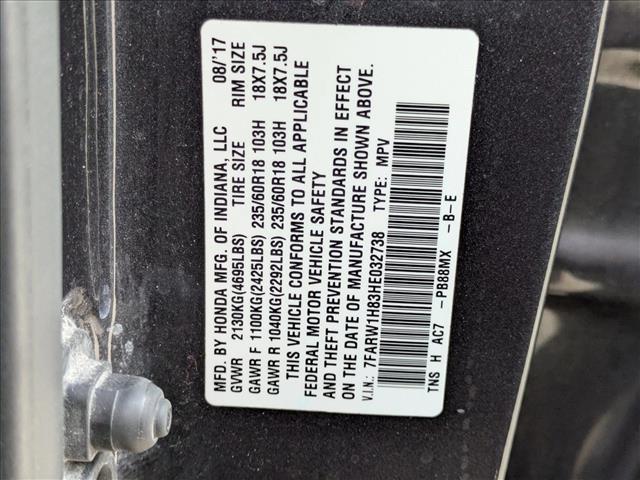 MFD. BY HONDA MFG. OF INDIANA, LLC 08/'17
GVWR 2130KG(4695LBS) TIRE SIZE RIM SIZE
GAWR F 1100KG(2425LBS) 235/60R18 103H 18X7.5J
GAWR R 1040KG(2292LBS) 235/60R18 103H 18X7.5J
THIS VEHICLE CONFORMS TO ALL APPLICABLE
FEDERAL MOTOR VEHICLE SAFETY
AND THEFT PREVENTION STANDARDS IN EFFECT
ON THE DATE OF MANUFACTURE SHOWN ABOVE.
V.I.N.: 7FARW1H83HE032738 TYPE: MPV
TNS H AC7 -PB88MX -B-E